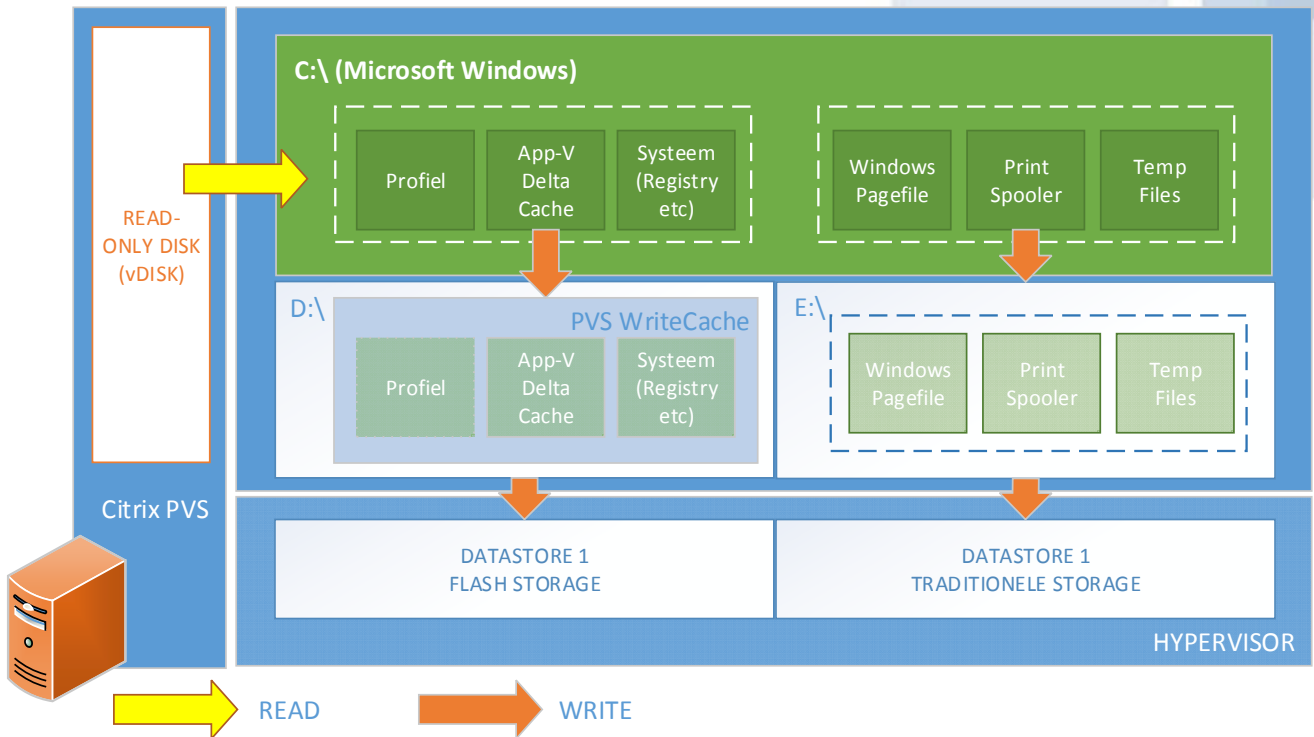 READ-
ONLY DISK
(vDISK)
Citrix PVS
C:\ (Microsoft Windows)
Profiel
App-V
Delta
Cache
Systeem
(Registry
etc)
Windows
Pagefile
Print
Spooler
Temp
Files
D:\
PVS WriteCache
Profiel
App-V
Delta
Cache
Systeem
(Registry
etc)
E:\
Windows
Pagefile
Print
Spooler
Temp
Files
DATASTORE 1
FLASH STORAGE
DATASTORE 1
TRADITIONELE STORAGE
HYPERVISOR
READ
WRITE